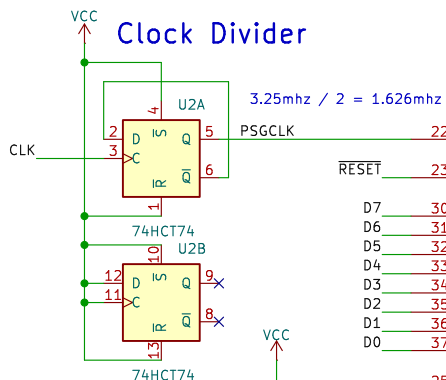 VCC
Clock Divider
3.25mhz / 2 = 1.626mhz
4
U2A
S
2 D Q 5 PSGCLK 22
CLK 3 C
Q 6
RESET 23
R
1
74HCT74
D7 30
D6 31
U2B
10
D5 32
S
D4 33
12 D Q 9
D3 34
11 C
D2 35
Q 8
D1 36
R
VCC
D0 37
13
74HCT74